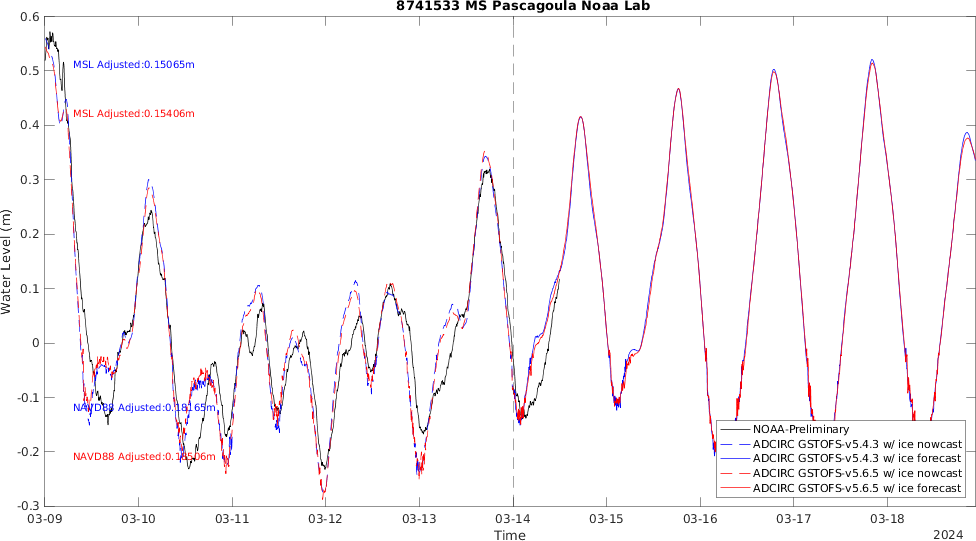 8741533 MS Pascagoula Noaa Lab
0.6
0.5
0.4
0.3
0.2
0.1
0
-0.1
-0.2
-0.3
Water Level (m)
MSL Adjusted:0.15065m
MSL Adjusted:0.15406m
NAVD88 Adjusted:0.18165m
NAVD88 Adjusted:0.18506m
NOAA-Preliminary
ADCIRC GSTOFS-v5.4.3 w/ ice nowcast
ADCIRC GSTOFS-v5.4.3 w/ ice forecast
ADCIRC GSTOFS-v5.6.5 w/ ice nowcast
ADCIRC GSTOFS-v5.6.5 w/ ice forecast
03-09 03-10 03-11 03-12 03-13 03-14 03-15 03-16 03-17 03-18
Time
2024